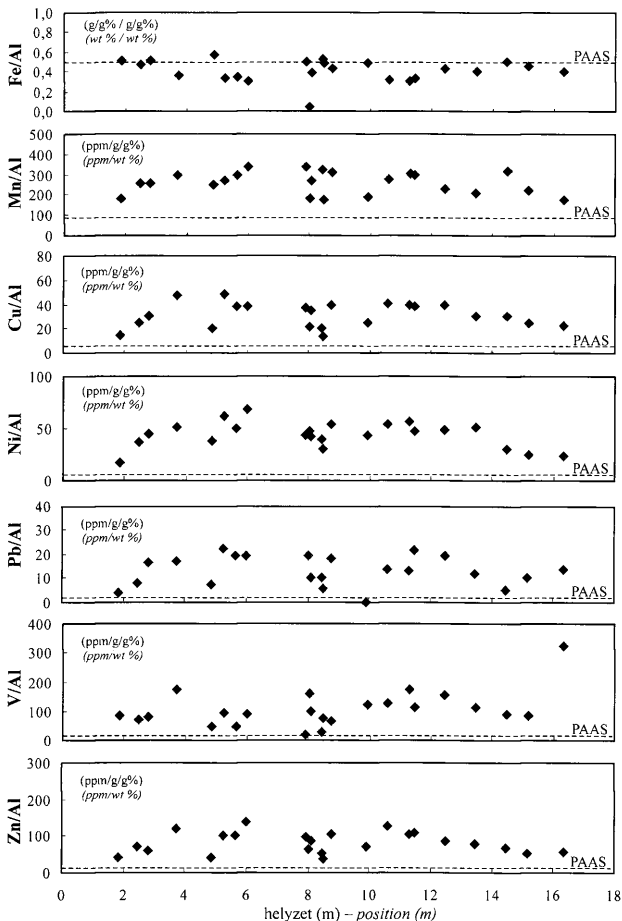 Fe/Al
1,0
0,8
0,6
0,4
0,2
0,0
(g/g% / g/g%)
(wt % / wt %)
PAAS
Mn/Al
500
400
300
200
100
0
(ppm/g/g%)
(ppm/wt %)
PAAS
Cu/Al
80
60
40
20
0
(ppm/g/g%)
(ppm/wt %)
PAAS
Ni/Al
100
50
0
(ppm/g/g%)
(ppm/wt %)
PAAS
Pb/Al
40
30
20
10
0
(ppm/g/g%)
(ppm/wt %)
PAAS
V/Al
400
300
200
100
0
(ppm/g/g%)
(ppm/wt %)
PAAS
Zn/Al
300
200
100
0
(ppm/g/g%)
(ppm/wt %)
PAAS
0 2 4 6 8 10 12 14 16 18
helyzet (m) – position (m)